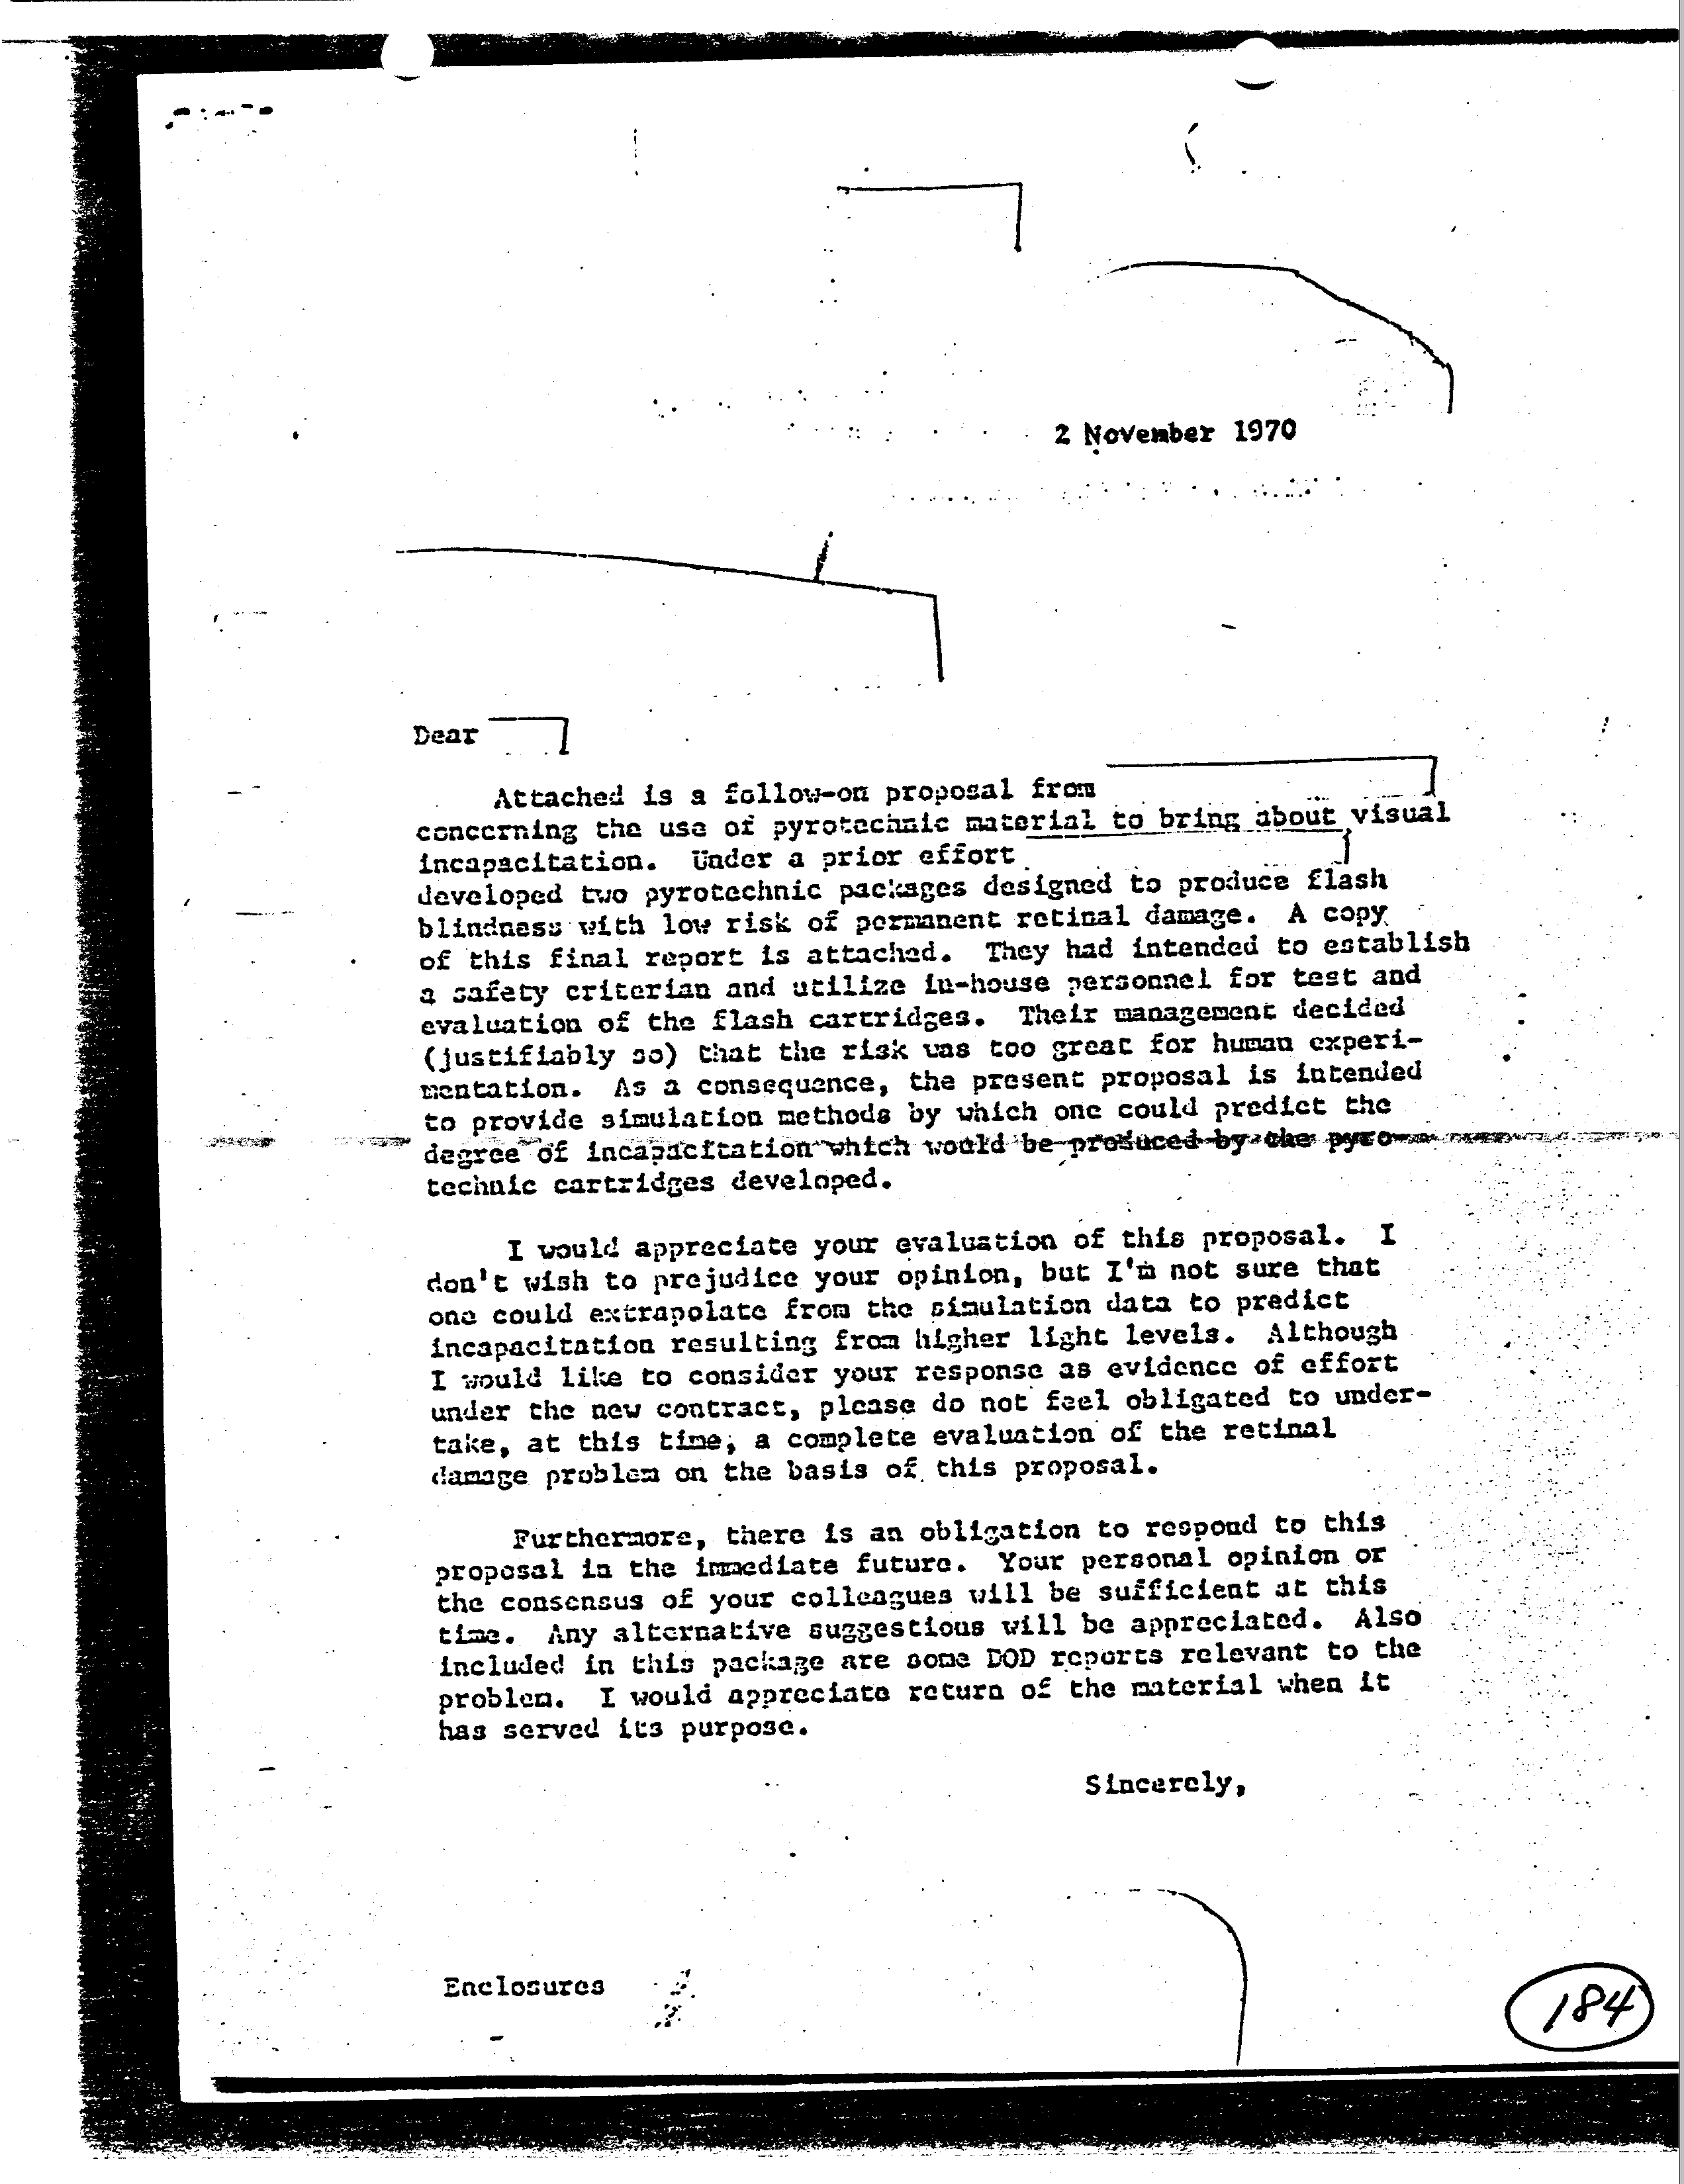 2 November 1970
Dear
Attached is a follow-on proposal from
concerning the use of pyrotechnic material to bring about visual
incapacitation. Under a prior effort
developed two pyrotechnic packages designed to produce flash
blindness with low risk of permanent retinal damage. A copy
of this final report is attached. They had intended to establish
a safety criterian and utilize in-house personnel for test and
evaluation of the flash cartridges. Their management decided
(justifiably so) that the risk was too great for human experi-
mentation. As a consequence, the present proposal is intended
to provide simulation methods by which one could predict the
degree of incapacitation which would be produced by the pyro-
technic cartridges developed.
I would appreciate your evaluation of this proposal. I
don't wish to prejudice your opinion, but I'm not sure that
one could extrapolate from the simulation data to predict
incapacitation resulting from higher light levels. Although
I would like to consider your response as evidence of effort
under the new contract, please do not feel obligated to under-
take, at this time, a complete evaluation of the retinal
damage problem on the basis of this proposal.
Furthermore, there is an obligation to respond to this
proposal in the immediate future. Your personal opinion or
the consensus of your colleagues will be sufficient at this
time. Any alternative suggestions will be appreciated. Also
included in this package are some DOD reports relevant to the
problem. I would appreciate return of the material when it
has served its purpose.
Sincerely,
Enclosures
184